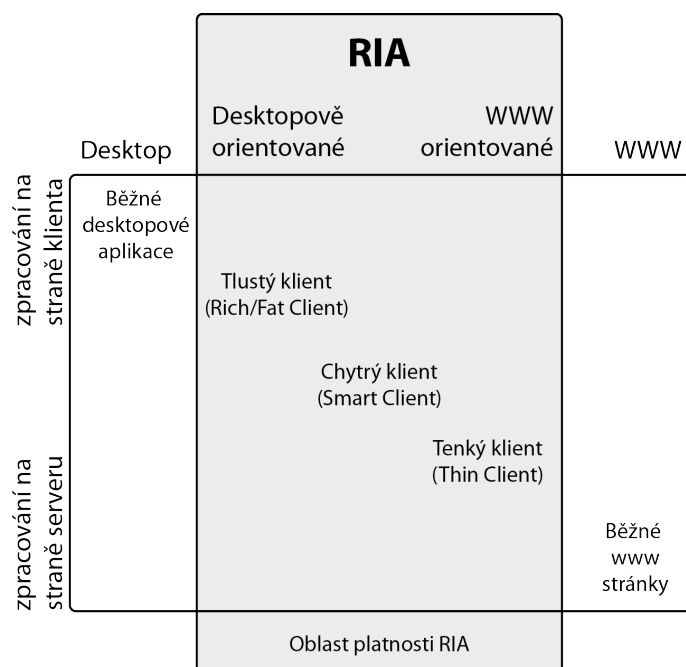 RIA
Desktop
Desktopově
orientované
WWW
orientované
WWW
zpracování na
straně klienta
Běžné
desktopové
aplikace
Tlustý klient
(Rich/Fat Client)
Chytrý klient
(Smart Client)
Tenký klient
(Thin Client)
zpracování na
straně serveru
Běžné
www
stránky
Oblast platnosti RIA